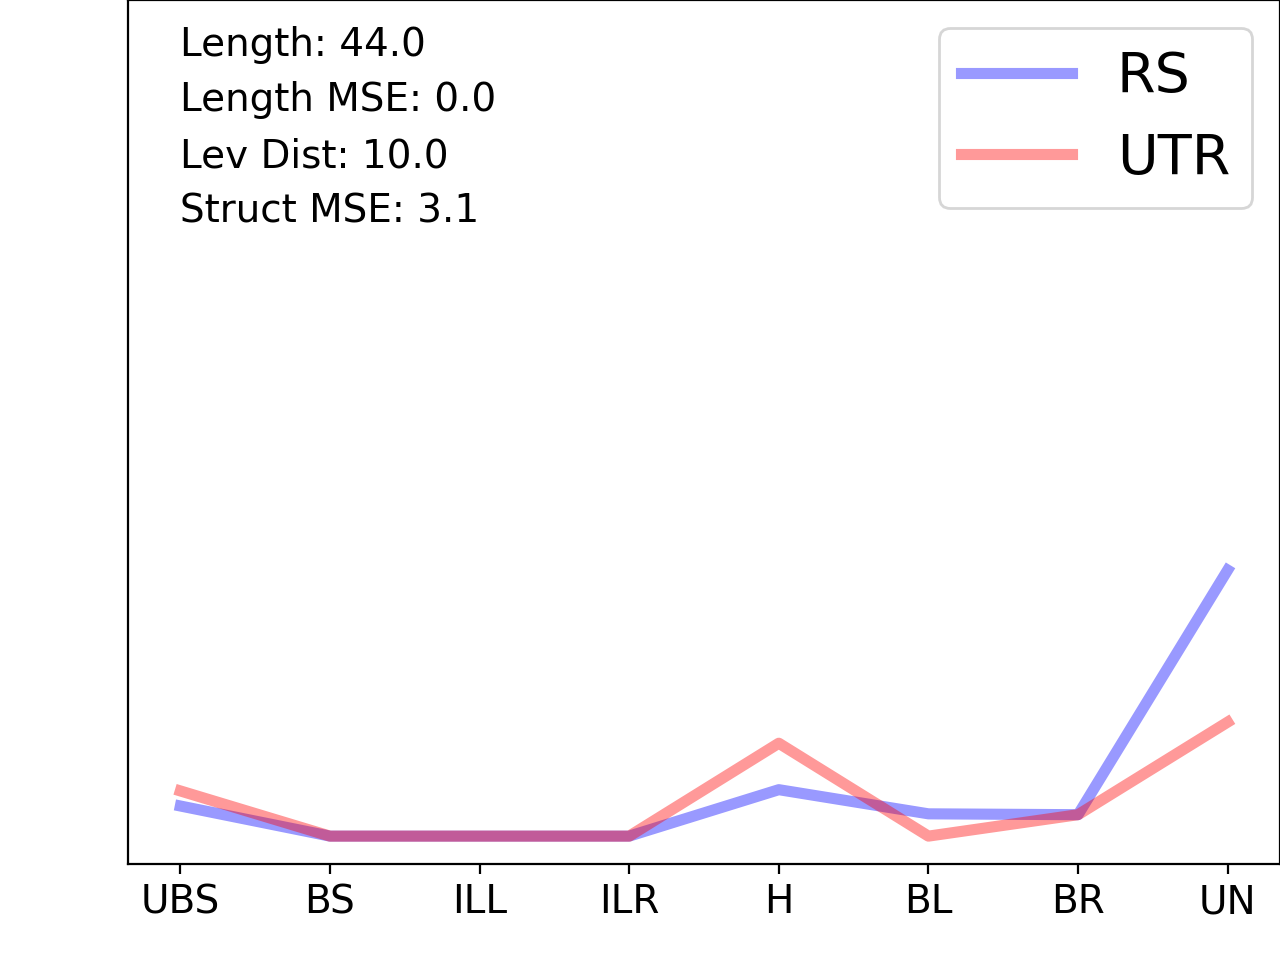 Length: 44.0
Length MSE: 0.0
Lev Dist: 10.0
Struct MSE: 3.1
RS
UTR
UBS BS ILL ILR H BL BR UN